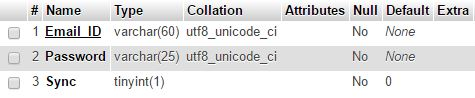 # Name Type Collation Attributes Null Default Extra
1 Email_ID varchar(60) utf8_unicode_ci No None
2 Password varchar(25) utf8_unicode_ci No None
3 Sync tinyint(1) No 0